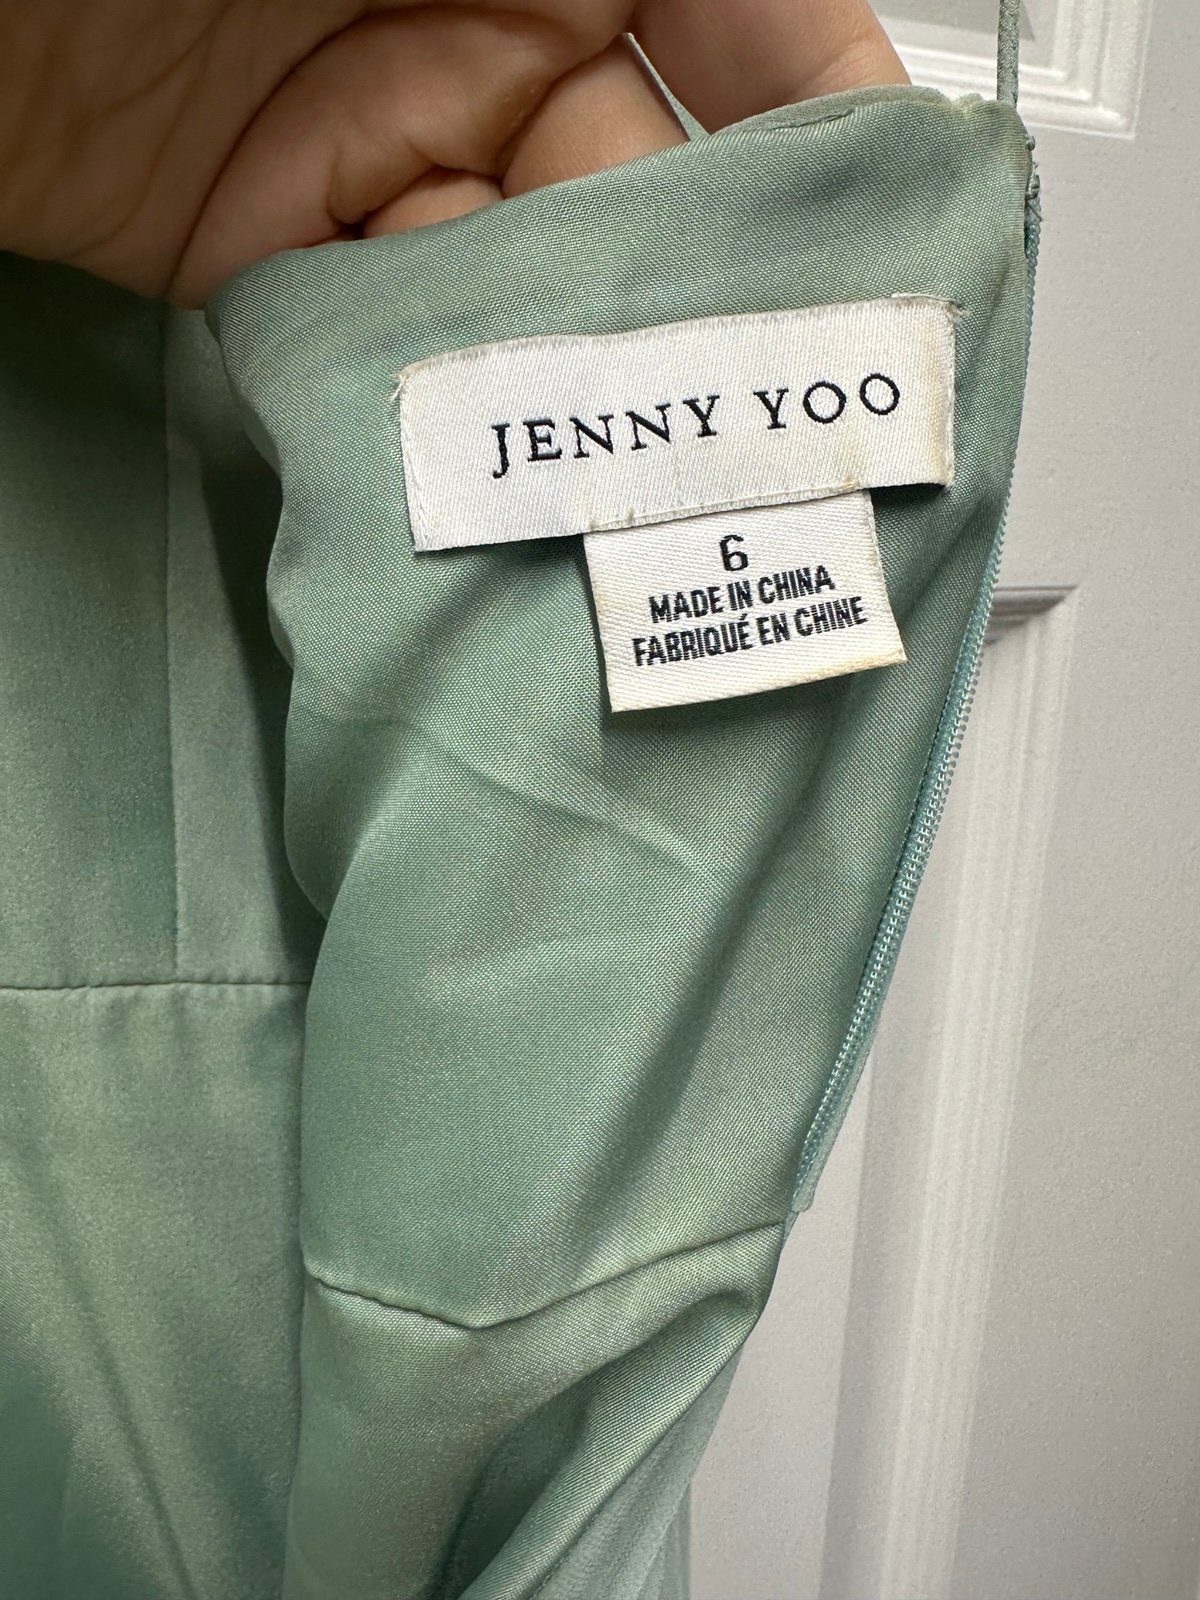 JENNY YOO
6
MADE IN CHINA
FABRIQUÉ EN CHINE